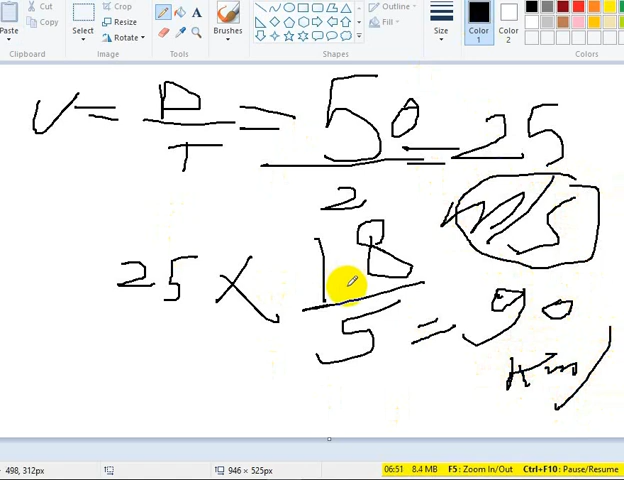 Paste
Cut
Copy
Clipboard
Select
Crop
Resize
Rotate
Image
A
Tools
Brushes
Outline
Fill
Shapes
Size
Color 1
Color 2
Colors
V = D/T = 50/2 = 25 m/s
25 × 18/5 = 90
Km/
498, 312px
946 × 525px
06:51 8.4 MB F5: Zoom In/Out Ctrl+F10: Pause/Resume